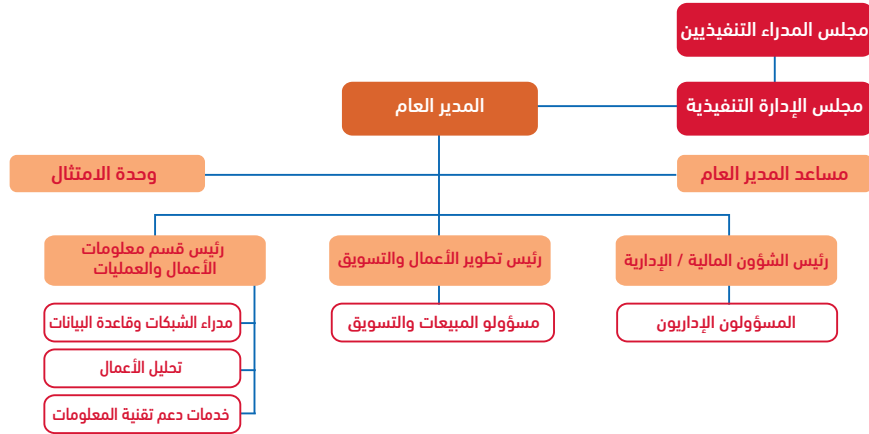 مجلس المدراء التنفيذيين
مجلس الإدارة التنفيذية
المدير العام
مساعد المدير العام
وحدة الامتثال
رئيس الشؤون المالية / الإدارية
رئيس تطوير الأعمال والتسويق
رئيس قسم معلومات
الأعمال والعمليات
المسؤولون الإداريون
مسؤولو المبيعات والتسويق
مدراء الشبكات وقاعدة البيانات
تحليل الأعمال
خدمات دعم تقنية المعلومات